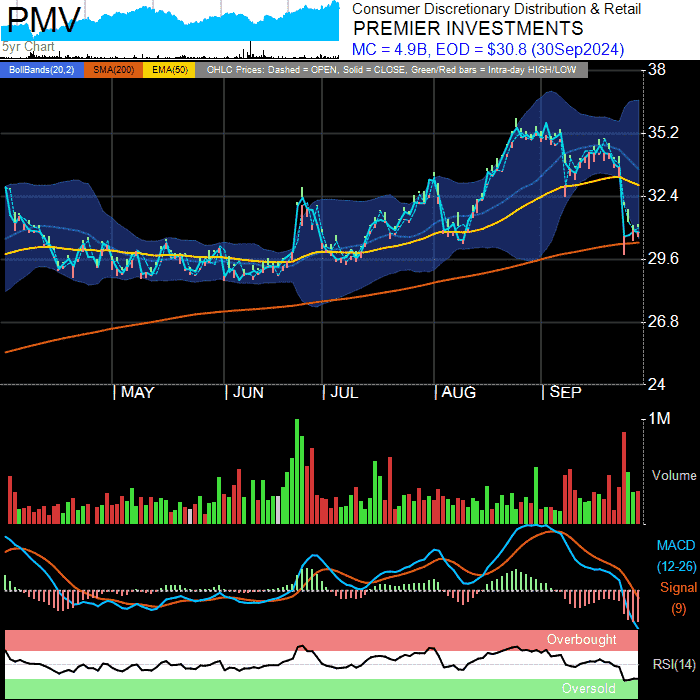 PMV
5yr Chart
Consumer Discretionary Distribution & Retail
PREMIER INVESTMENTS
MC = 4.9B, EOD = $30.8 (30Sep2024)
BollBands(20,2) SMA(200) EMA(50) OHLC Prices: Dashed = OPEN, Solid = CLOSE, Green/Red bars = Intra-day HIGH/LOW
38
35.2
32.4
29.6
26.8
24
MAY JUN JUL AUG SEP
1M
Volume
MACD
(12-26)
Signal
(9)
Overbought
RSI(14)
Oversold